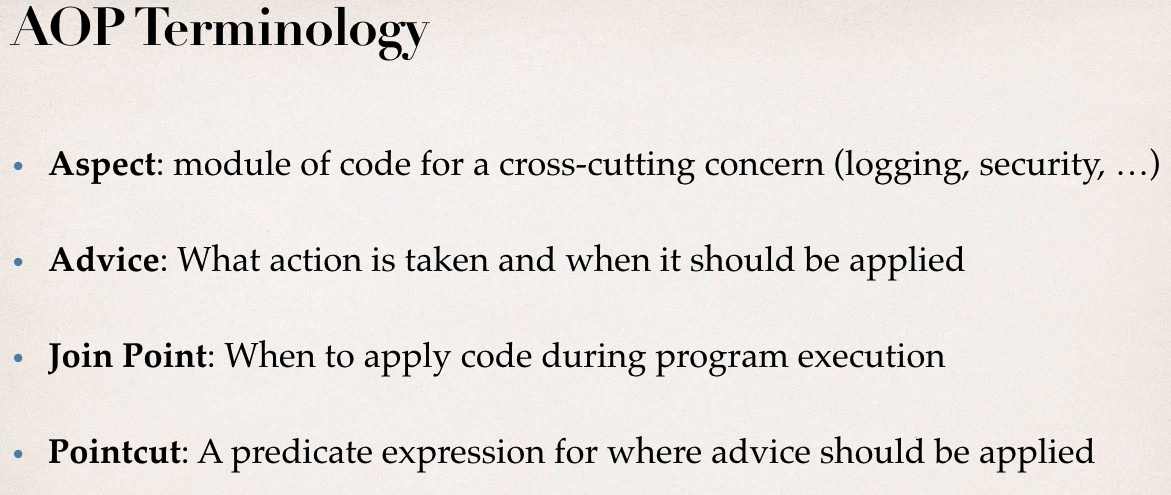 AOP Terminology
• Aspect: module of code for a cross-cutting concern (logging, security, …)
• Advice: What action is taken and when it should be applied
• Join Point: When to apply code during program execution
• Pointcut: A predicate expression for where advice should be applied